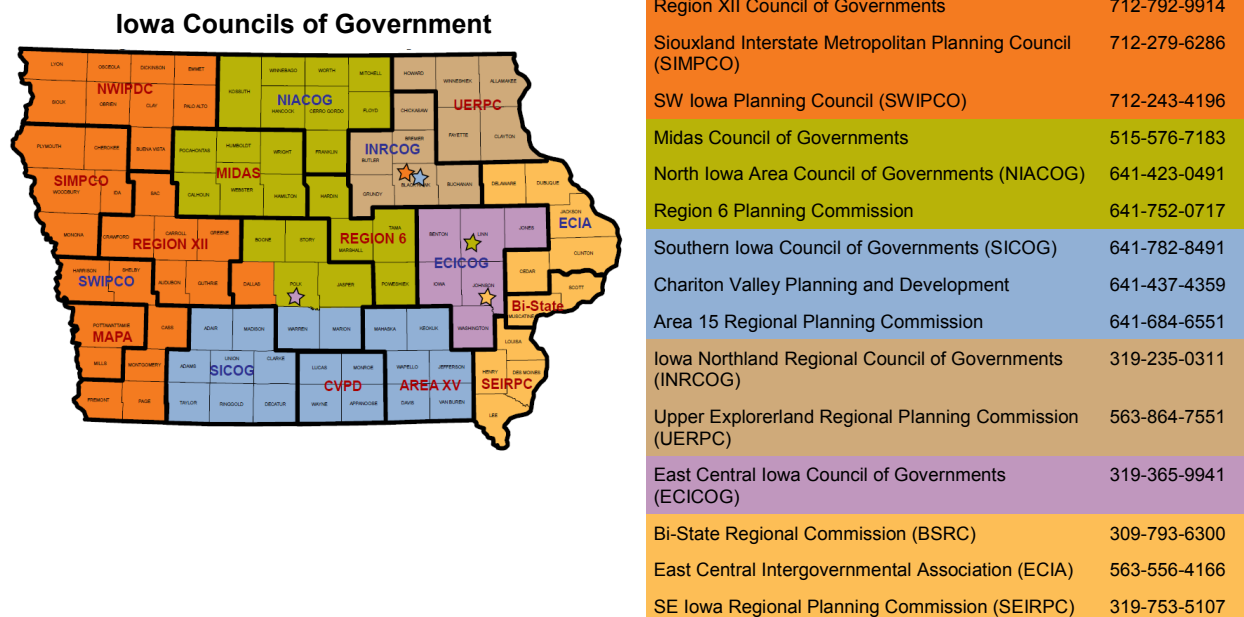 Iowa Councils of Government
LYON
OSCEOLA
DICKINSON
EMMET
NWIPDC
SIOUX
OBRIEN
CLAY
PALO ALTO
KOSSUTH
WINNEBAGO
WORTH
MITCHELL
NIACOG
HANCOCK
CERRO GORDO
FLOYD
HOWARD
WINNESHIEK
ALLAMAKEE
UERPC
CHICKASAW
FAYETTE
CLAYTON
PLYMOUTH
CHEROKEE
BUENA VISTA
POCAHONTAS
HUMBOLDT
WRIGHT
FRANKLIN
BUTLER
BREMER
INRCOG
SIMPCO
WOODBURY
IDA
SAC
CALHOUN
MIDAS
WEBSTER
HAMILTON
HARDIN
GRUNDY
BUCHANAN
DELAWARE
DUBUQUE
JACKSON
ECIA
MONONA
CRAWFORD
CARROLL
GREENE
REGION XII
BOONE
STORY
REGION 6
MARSHALL
TAMA
BENTON
LINN
JONES
CLINTON
ECICOG
CEDAR
HARRISON
SHELBY
SWIPCO
AUDUBON
GUTHRIE
DALLAS
POLK
JASPER
POWESHIEK
IOWA
JOHNSON
SCOTT
Bi-State
MUSCATINE
POTTAWATTAMIE
MAPA
CASS
ADAIR
MADISON
WARREN
MARION
MAHASKA
KEOKUK
WASHINGTON
LOUISA
MILLS
MONTGOMERY
ADAMS
UNION
CLARKE
SICOG
LUCAS
MONROE
CVPD
WAPELLO
JEFFERSON
AREA XV
HENRY
DES MOINES
SEIRPC
FREMONT
PAGE
TAYLOR
RINGGOLD
DECATUR
WAYNE
APPANOOSE
DAVIS
VAN BUREN
LEE
Region XII Council of Governments 712-792-9914
Siouxland Interstate Metropolitan Planning Council 712-279-6286
(SIMPCO)
SW Iowa Planning Council (SWIPCO) 712-243-4196
Midas Council of Governments 515-576-7183
North Iowa Area Council of Governments (NIACOG) 641-423-0491
Region 6 Planning Commission 641-752-0717
Southern Iowa Council of Governments (SICOG) 641-782-8491
Chariton Valley Planning and Development 641-437-4359
Area 15 Regional Planning Commission 641-684-6551
Iowa Northland Regional Council of Governments 319-235-0311
(INRCOG)
Upper Explorerland Regional Planning Commission 563-864-7551
(UERPC)
East Central Iowa Council of Governments 319-365-9941
(ECICOG)
Bi-State Regional Commission (BSRC) 309-793-6300
East Central Intergovernmental Association (ECIA) 563-556-4166
SE Iowa Regional Planning Commission (SEIRPC) 319-753-5107